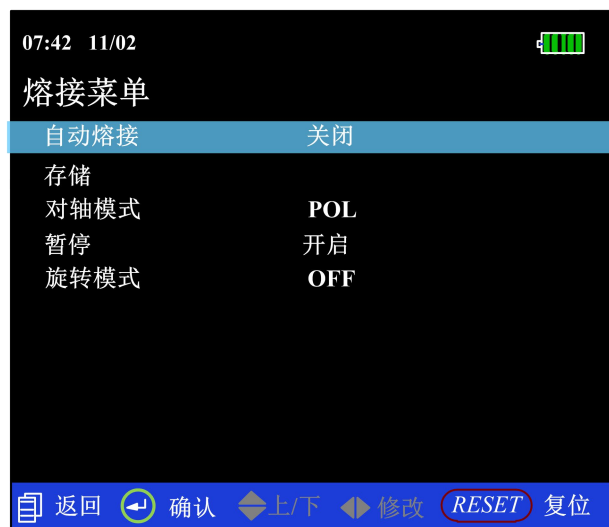 07:42 11/02
熔接菜单
自动熔接 关闭
存储
对轴模式 POL
暂停 开启
旋转模式 OFF
返回 确认 上/下 修改 RESET 复位